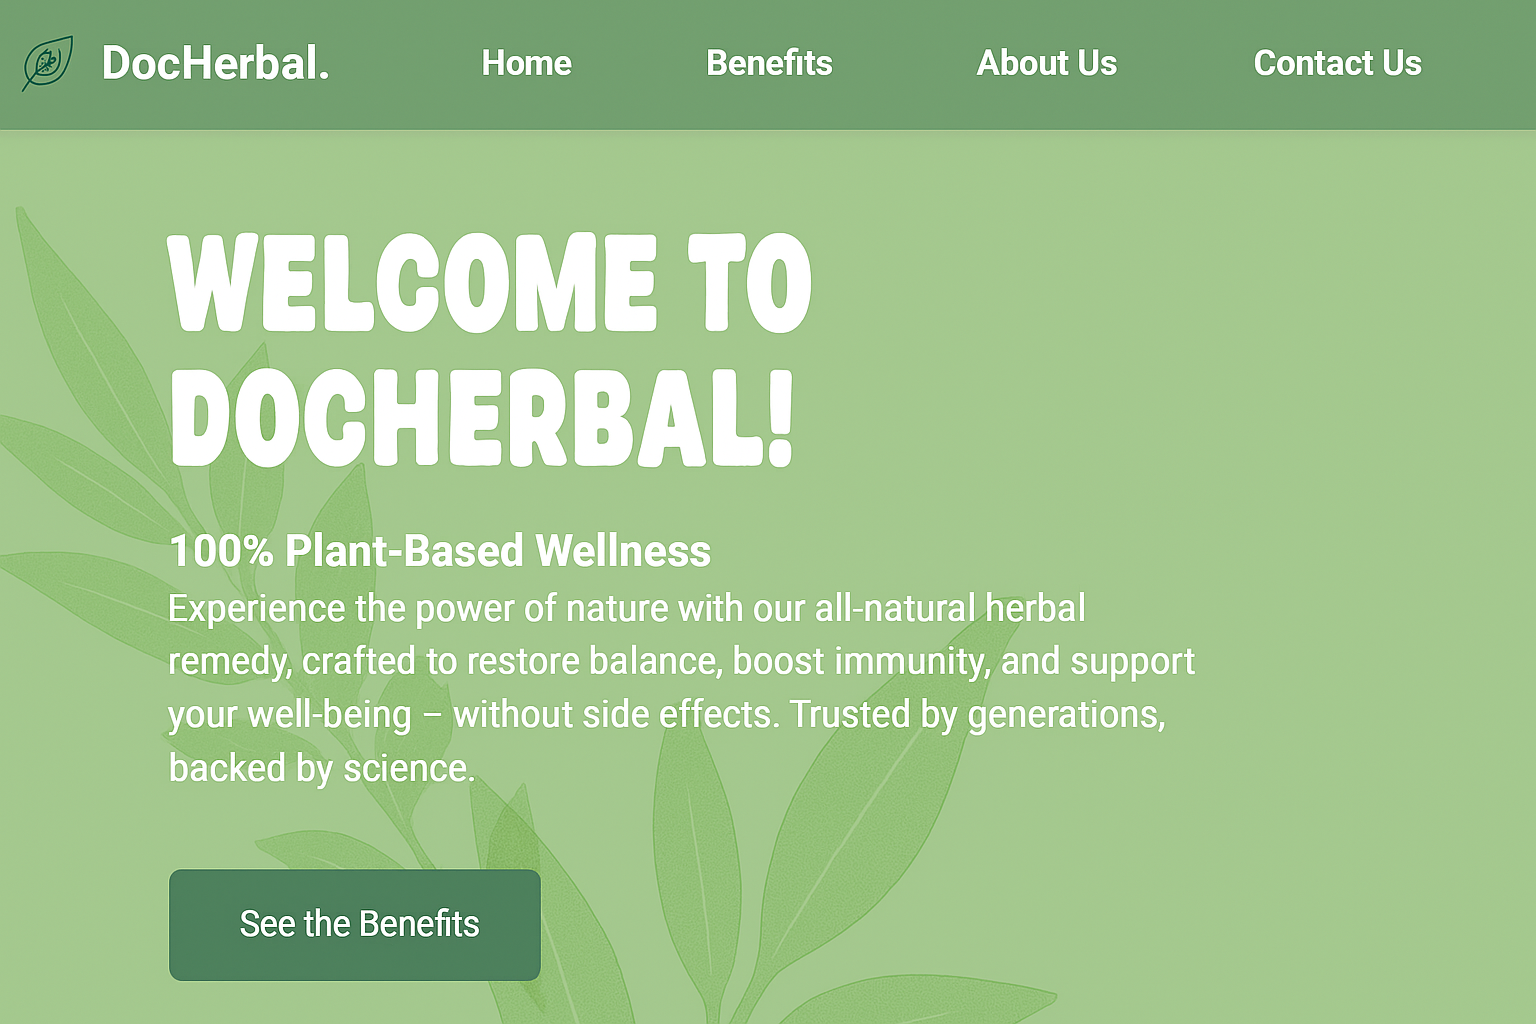 DocHerbal.
Home
Benefits
About Us
Contact Us
WELCOME TO
DOCHERBAL!
100% Plant-Based Wellness
Experience the power of nature with our all-natural herbal
remedy, crafted to restore balance, boost immunity, and support
your well-being – without side effects. Trusted by generations,
backed by science.
See the Benefits